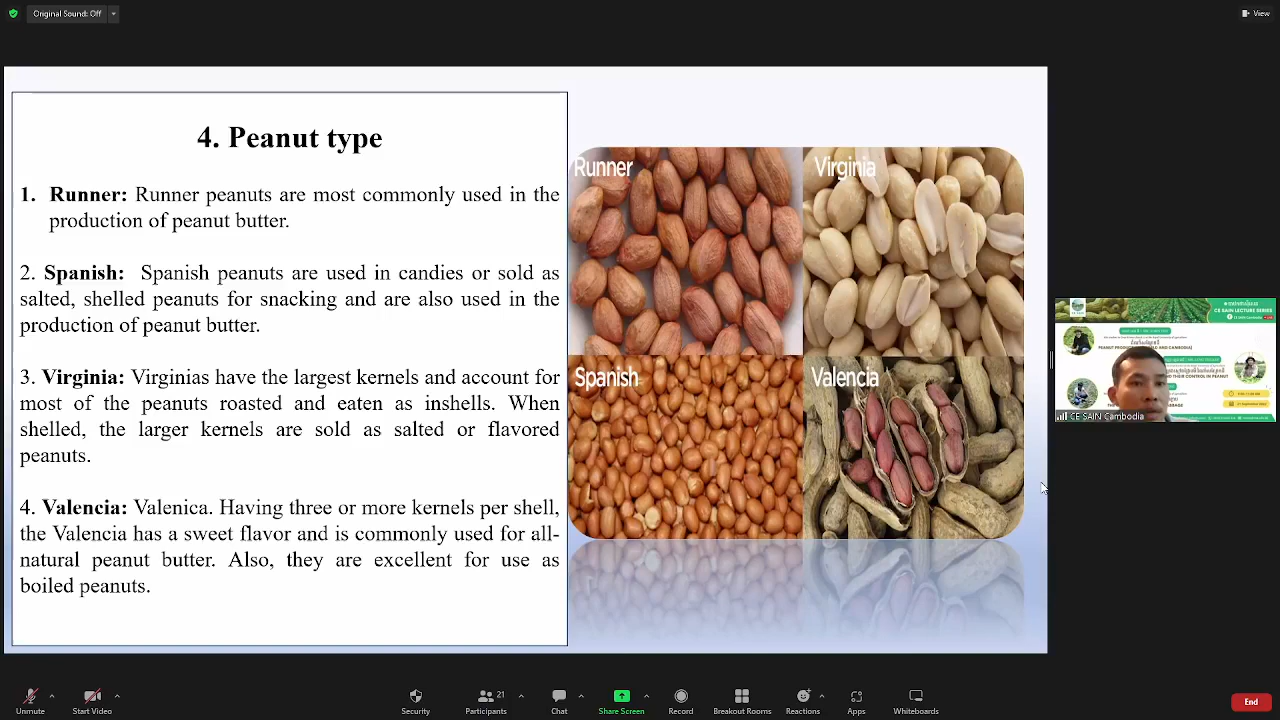 Original Sound: Off
View
4. Peanut type
1. Runner: Runner peanuts are most commonly used in the
production of peanut butter.
2. Spanish: Spanish peanuts are used in candies or sold as
salted, shelled peanuts for snacking and are also used in the
production of peanut butter.
3. Virginia: Virginias have the largest kernels and account for
most of the peanuts roasted and eaten as inshells. When
shelled, the larger kernels are sold as salted or flavored
peanuts.
4. Valencia: Valenica. Having three or more kernels per shell,
the Valencia has a sweet flavor and is commonly used for all-
natural peanut butter. Also, they are excellent for use as
boiled peanuts.
Runner
Virginia
Spanish
Valencia
CE SAIN LECTURE SERIES
CE SAIN Cambodia
Unmute
Start Video
Security
Participants 21
Chat
Share Screen
Record
Breakout Rooms
Reactions
Apps
Whiteboards
End